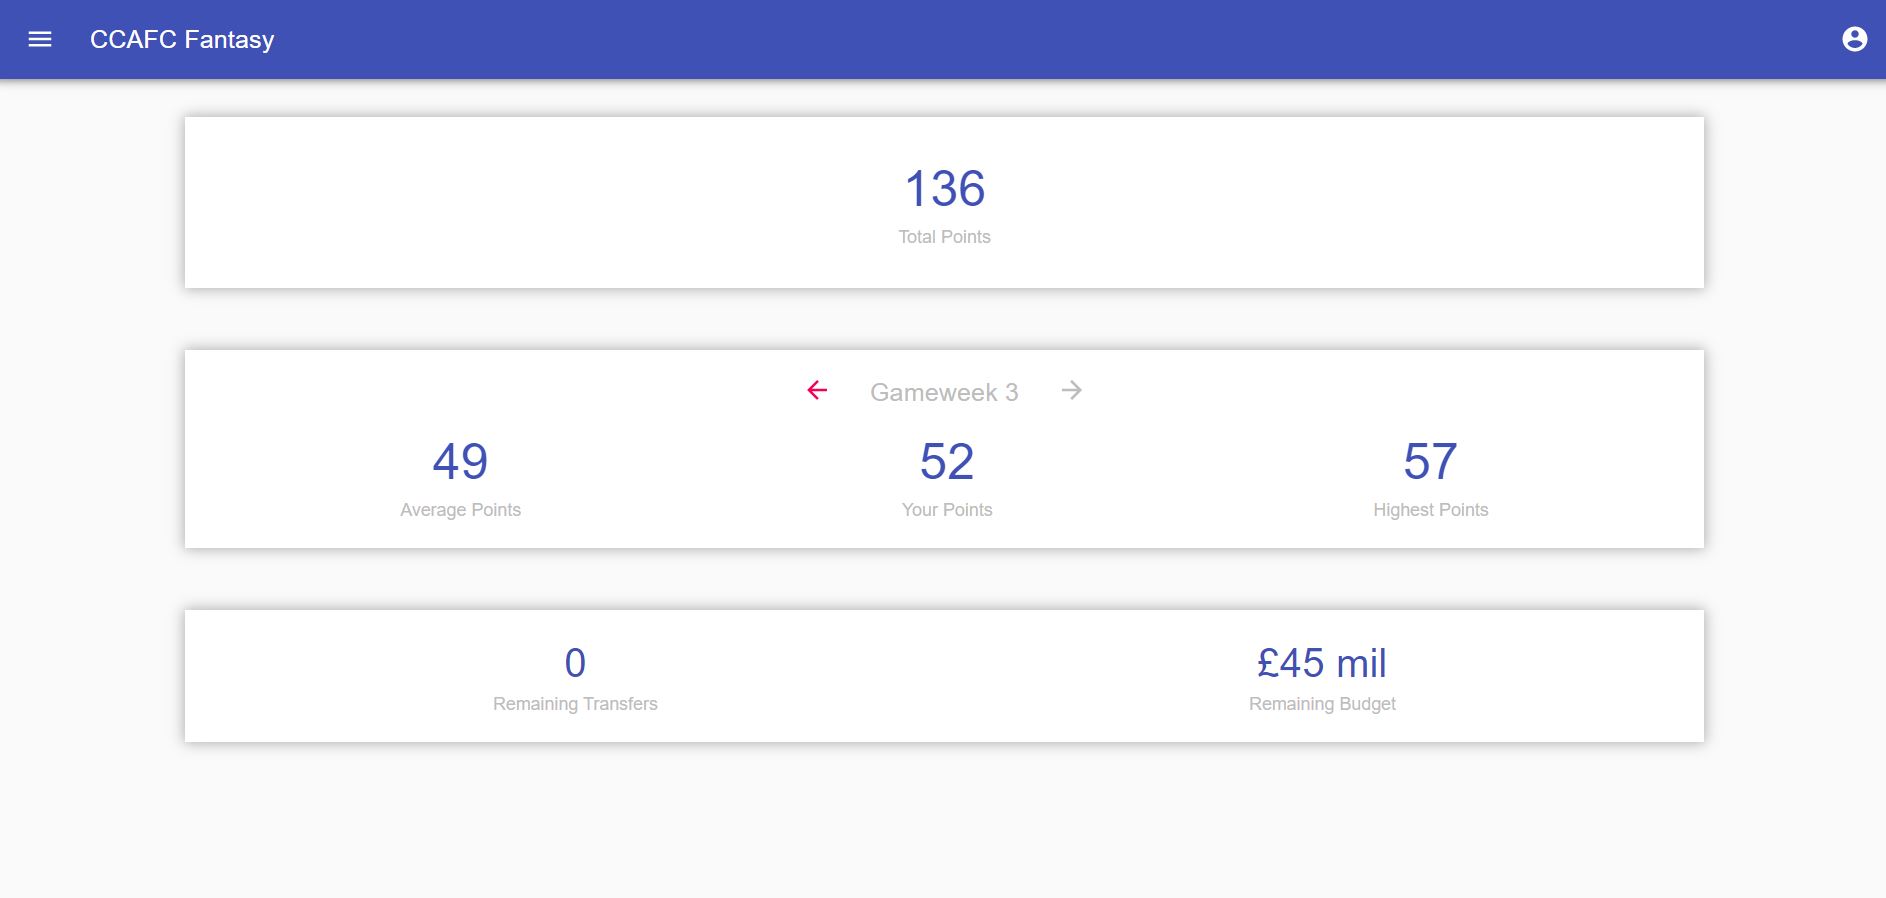 CCAFC Fantasy
136
Total Points
Gameweek 3
49
Average Points
52
Your Points
57
Highest Points
0
Remaining Transfers
£45 mil
Remaining Budget